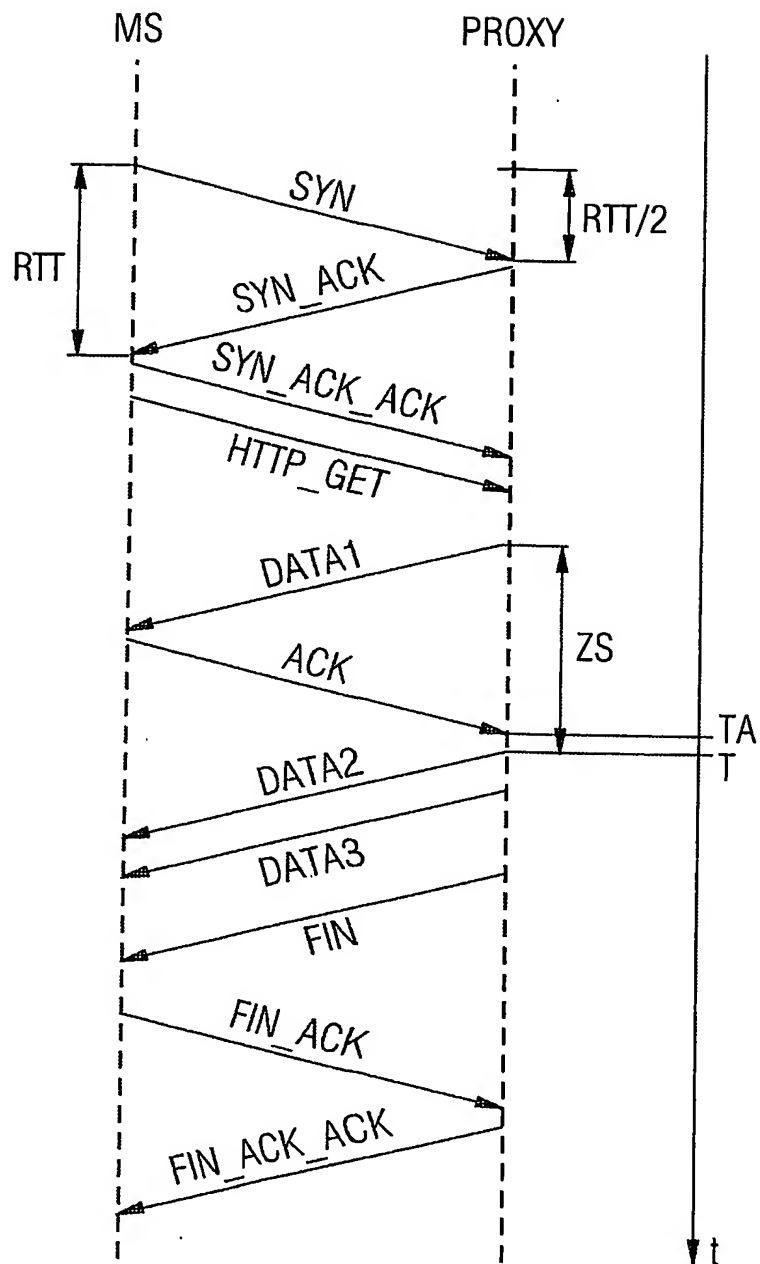 MS
PROXY
SYN
RTT/2
RTT
SYN_ACK
SYN_ACK_ACK
HTTP_GET
DATA1
ZS
ACK
TA
T
DATA2
DATA3
FIN
FIN_ACK
FIN_ACK_ACK
t